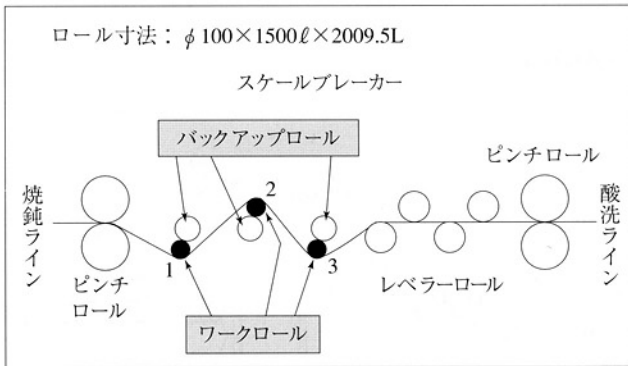 ロール寸法：φ100×1500ℓ×2009.5L
スケールブレーカー
バックアップロール
ピンチロール
焼鈍ライン
酸洗ライン
2
1
3
ピンチ
ロール
レベラーロール
ワークロール